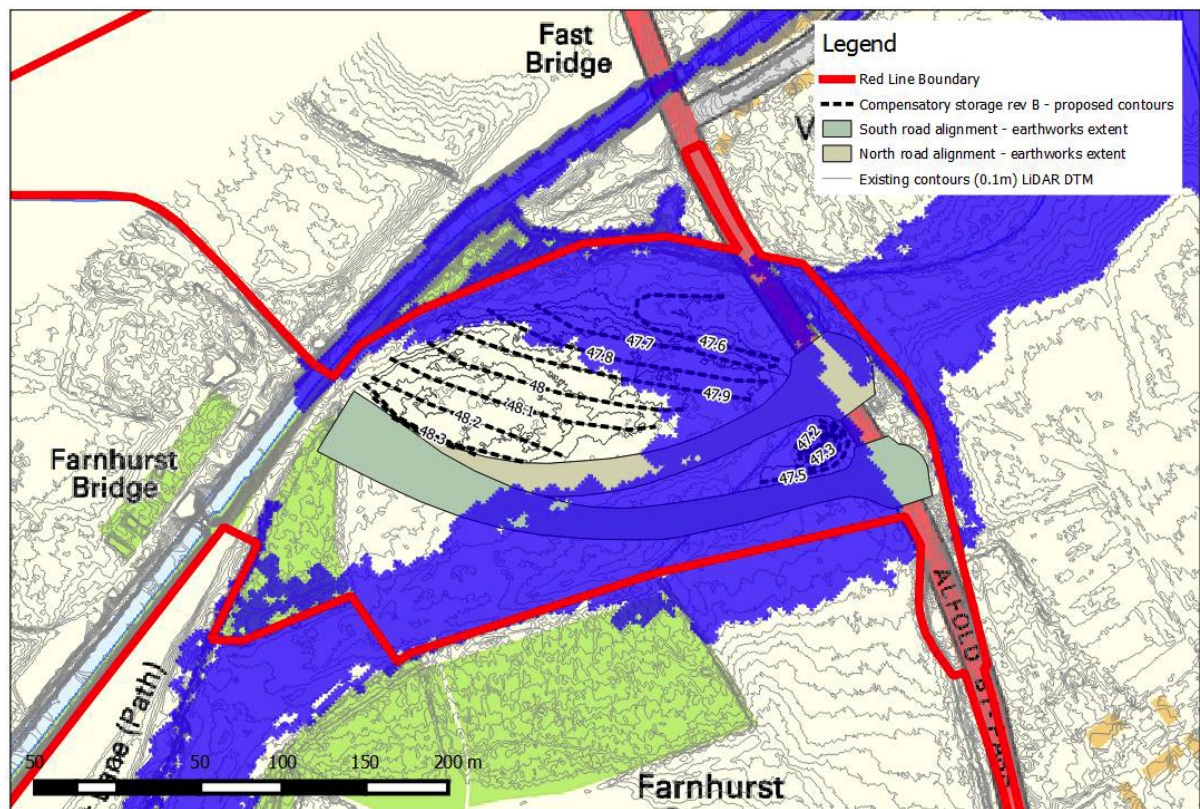 Fast
Bridge
Legend
Red Line Boundary
Compensatory storage rev B - proposed contours
South road alignment - earthworks extent
North road alignment - earthworks extent
Existing contours (0.1m) LiDAR DTM
V
47.6
47.7
47.8
47.9
48
48.1
48.2
48.3
47.2
47.3
47.5
Farnhurst
Bridge
ALFOLD
(Path)
50 50 100 150 200 m
Farnhurst